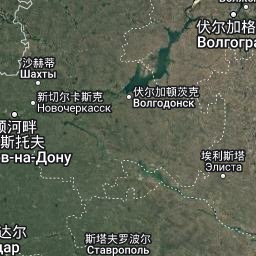 伏尔加格
Волгогра
沙赫蒂
Шахты
伏尔加顿茨克
Волгодонск
新切尔卡斯克
Новочеркасск
顿河畔
斯托夫
в-на-Дону
埃利斯塔
Элиста
达尔
дар
斯塔夫罗波尔
Ставрополь